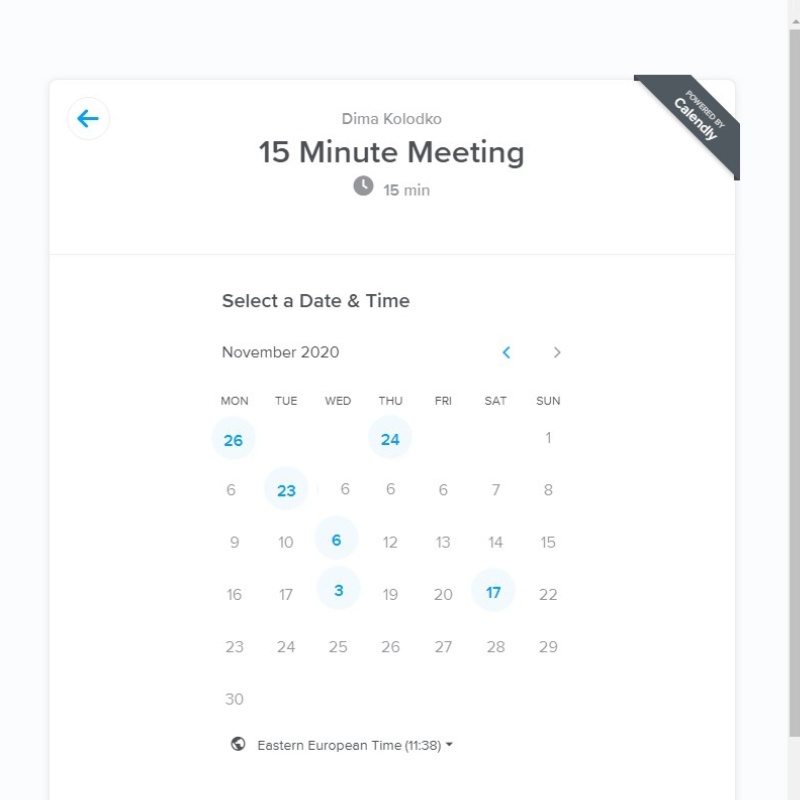 Dima Kolodko
POWERED BY
Calendly
15 Minute Meeting
15 min
Select a Date & Time
November 2020
MON TUE WED THU FRI SAT SUN
26 24 1
6 23 6 6 6 7 8
9 10 6 12 13 14 15
16 17 3 19 20 17 22
23 24 25 26 27 28 29
30
Eastern European Time (11:38)